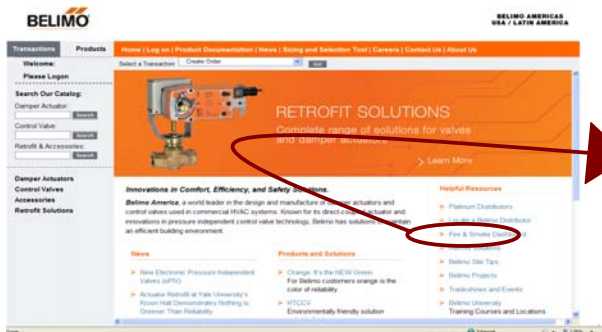 BELIMO
BELIMO AMERICAS
USA / LATIN AMERICA
Transactions Products
Home | Log on | Product Documentation | News | Sizing and Selection Tool | Careers | Contact Us | About Us
Welcome:
Please Logon
Select a Transaction Create Order
Search Our Catalog:
Damper Actuator:
Search
Control Valve:
Search
Retrofit & Accessories:
Search
Damper Actuators
Control Valves
Accessories
Retrofit Solutions
RETROFIT SOLUTIONS
Complete range of solutions for valves
and damper actuators
> Learn More
Innovations in Comfort, Efficiency, and Safety Solutions.
Belimo America, a world leader in the design and manufacture of damper actuators and
control valves used in commercial HVAC systems. Known for its direct-coupled actuator and
innovations in pressure independent control valve technology, Belimo has solutions to maintain
an efficient building environment.
News
New Electronic Pressure Independent
Valves (ePIV)
Actuator Retrofit at Yale University's
Kroon Hall Demonstrates Nothing is
Greener Than Reliability
Products and Solutions
Orange. It's the NEW Green
For Belimo customers orange is the
color of reliability
HTCCV
Environmentally friendly solution
Helpful Resources
Platinum Distributors
Locate a Belimo Distributor
Fire & Smoke Dashboard
Solutions
Belimo Site Tips
Belimo Projects
Tradeshows and Events
Belimo University
Training Courses and Locations